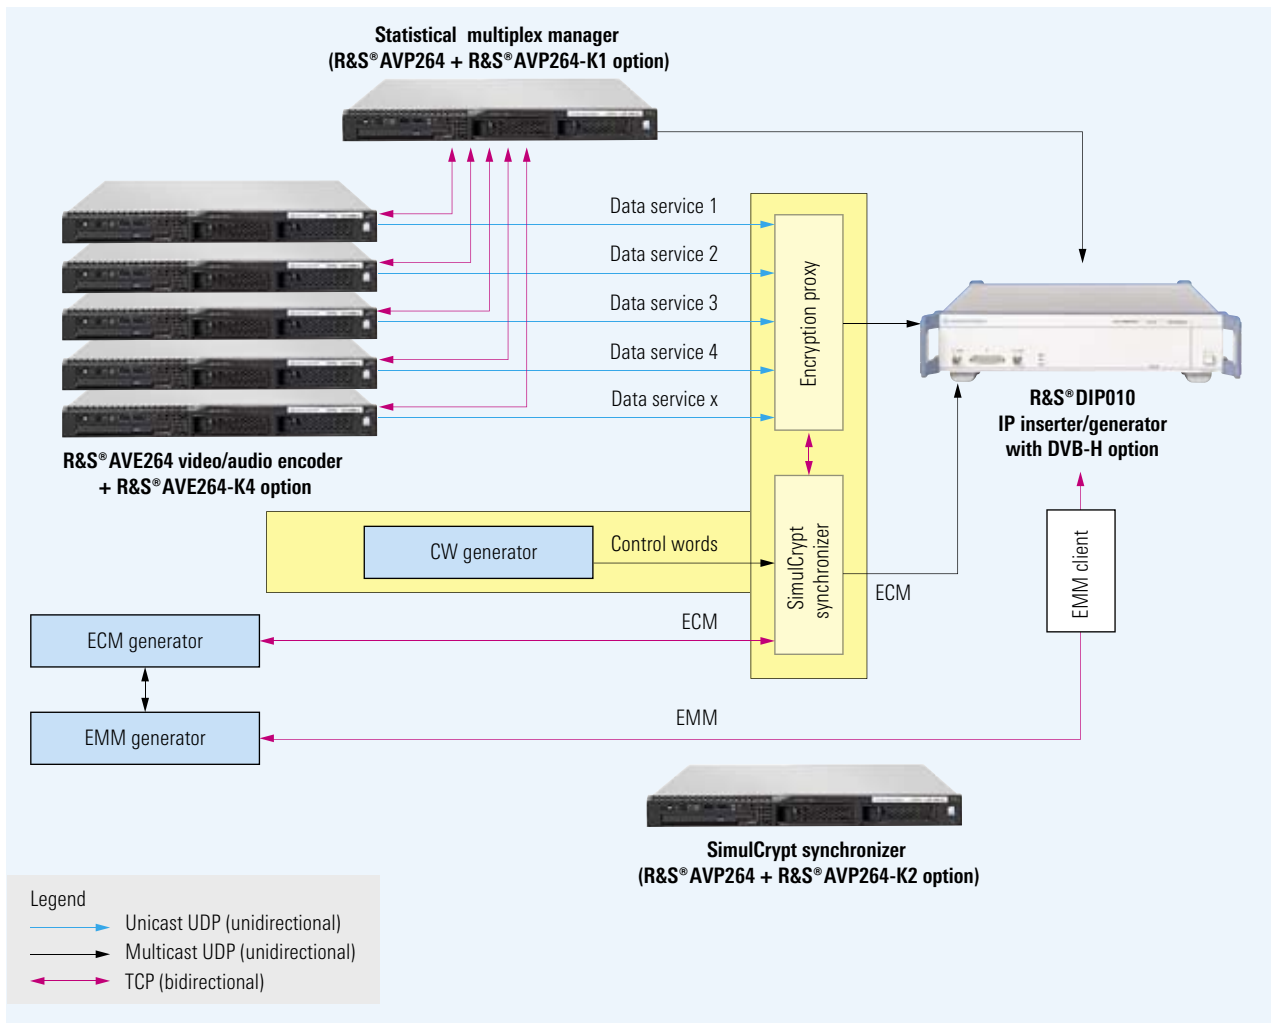 Statistical multiplex manager
(R&S®AVP264 + R&S®AVP264-K1 option)
Data service 1
Data service 2
Data service 3
Data service 4
Data service x
Encryption proxy
R&S®AVE264 video/audio encoder
+ R&S®AVE264-K4 option
R&S®DIP010
IP inserter/generator
with DVB-H option
CW generator
Control words
SimulCrypt
synchronizer
ECM
EMM client
ECM generator
ECM
EMM generator
EMM
SimulCrypt synchronizer
(R&S®AVP264 + R&S®AVP264-K2 option)
Legend
Unicast UDP (unidirectional)
Multicast UDP (unidirectional)
TCP (bidirectional)